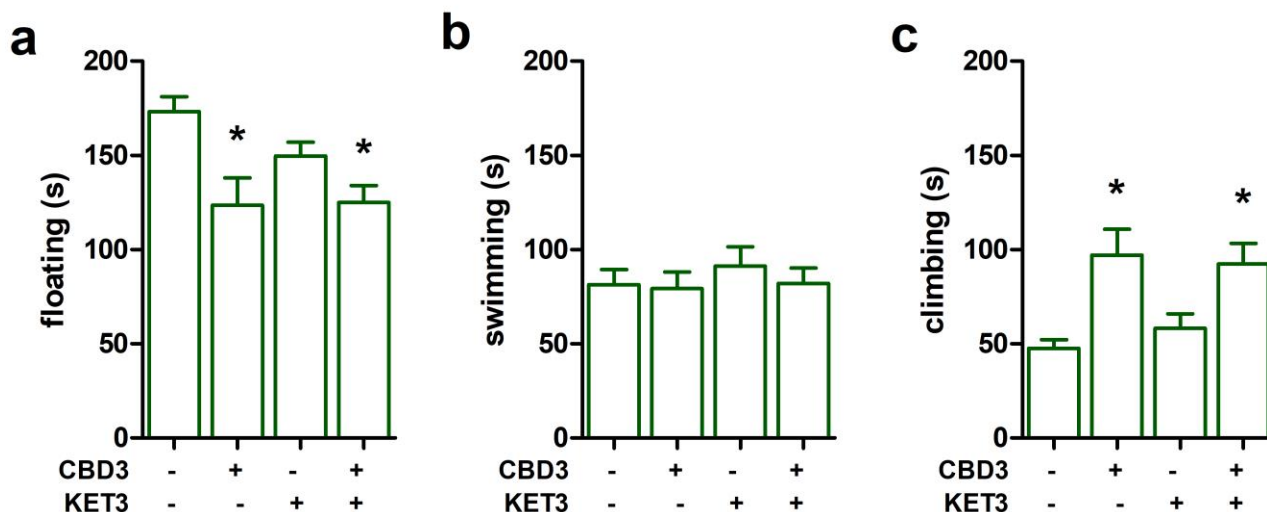 a
200
150
100
50
0
floating (s)
* *
CBD3 - + - +
KET3 - - + +
b
200
150
100
50
0
swimming (s)
CBD3 - + - +
KET3 - - + +
c
200
150
100
50
0
climbing (s)
* *
CBD3 - + - +
KET3 - - + +